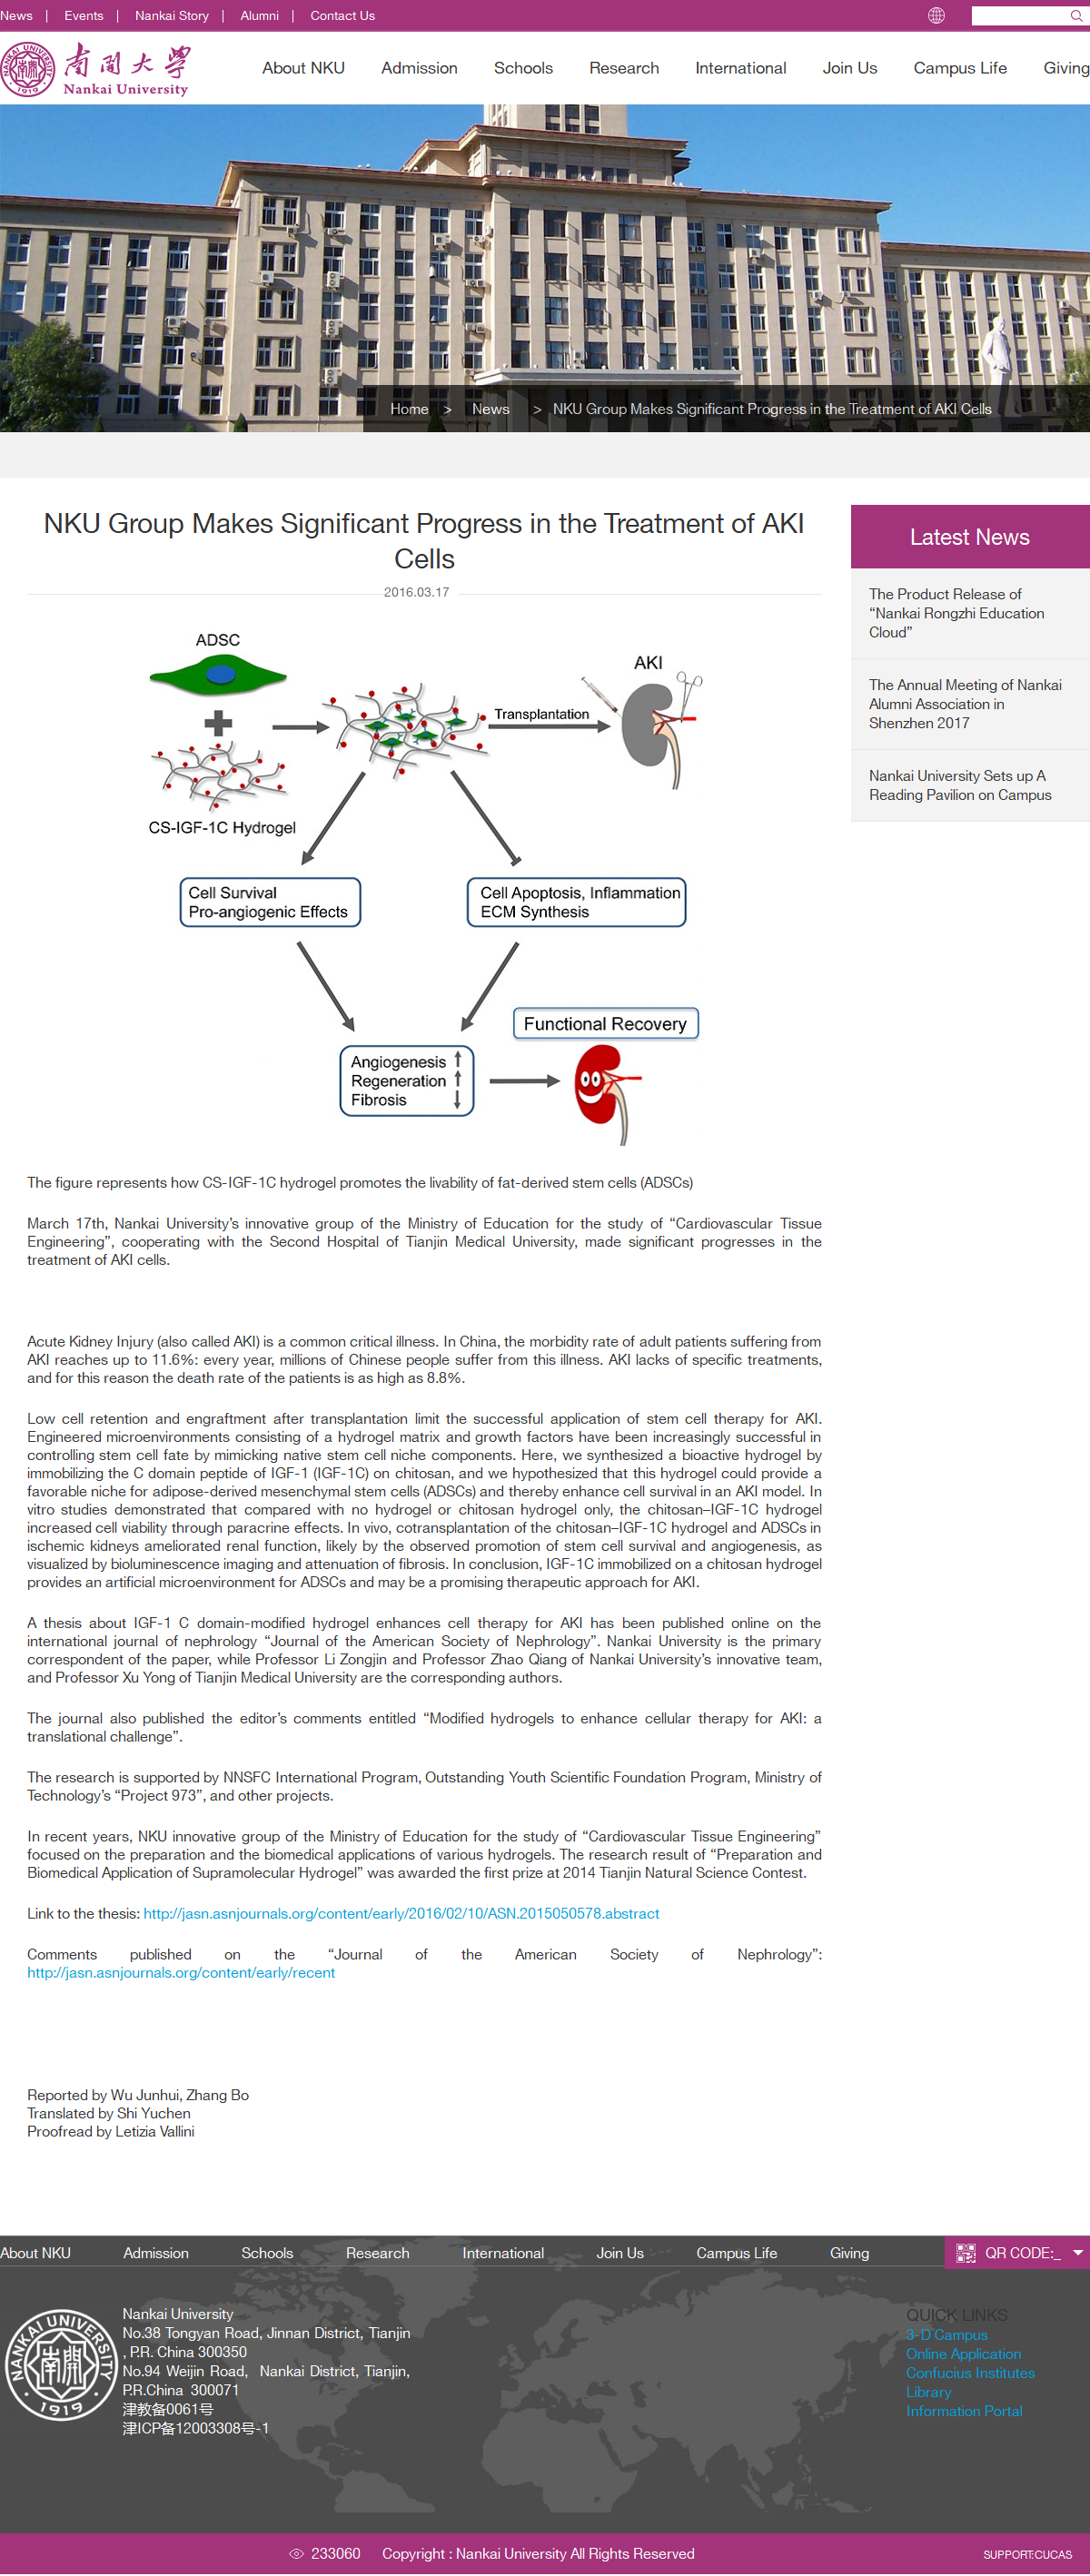 News | Events | Nankai Story | Alumni | Contact Us
南開大學
Nankai University
NANKAI UNIVERSITY
1919
About NKU Admission Schools Research International Join Us Campus Life Giving
Home > News > NKU Group Makes Significant Progress in the Treatment of AKI Cells
NKU Group Makes Significant Progress in the Treatment of AKI
Cells
2016.03.17
ADSC
AKI
Transplantation
CS-IGF-1C Hydrogel
Cell Survival
Pro-angiogenic Effects
Cell Apoptosis, Inflammation
ECM Synthesis
Functional Recovery
Angiogenesis
Regeneration
Fibrosis
The figure represents how CS-IGF-1C hydrogel promotes the livability of fat-derived stem cells (ADSCs)
March 17th, Nankai University’s innovative group of the Ministry of Education for the study of “Cardiovascular Tissue
Engineering”, cooperating with the Second Hospital of Tianjin Medical University, made significant progresses in the
treatment of AKI cells.
Acute Kidney Injury (also called AKI) is a common critical illness. In China, the morbidity rate of adult patients suffering from
AKI reaches up to 11.6%: every year, millions of Chinese people suffer from this illness. AKI lacks of specific treatments,
and for this reason the death rate of the patients is as high as 8.8%.
Low cell retention and engraftment after transplantation limit the successful application of stem cell therapy for AKI.
Engineered microenvironments consisting of a hydrogel matrix and growth factors have been increasingly successful in
controlling stem cell fate by mimicking native stem cell niche components. Here, we synthesized a bioactive hydrogel by
immobilizing the C domain peptide of IGF-1 (IGF-1C) on chitosan, and we hypothesized that this hydrogel could provide a
favorable niche for adipose-derived mesenchymal stem cells (ADSCs) and thereby enhance cell survival in an AKI model. In
vitro studies demonstrated that compared with no hydrogel or chitosan hydrogel only, the chitosan–IGF-1C hydrogel
increased cell viability through paracrine effects. In vivo, cotransplantation of the chitosan–IGF-1C hydrogel and ADSCs in
ischemic kidneys ameliorated renal function, likely by the observed promotion of stem cell survival and angiogenesis, as
visualized by bioluminescence imaging and attenuation of fibrosis. In conclusion, IGF-1C immobilized on a chitosan hydrogel
provides an artificial microenvironment for ADSCs and may be a promising therapeutic approach for AKI.
A thesis about IGF-1 C domain-modified hydrogel enhances cell therapy for AKI has been published online on the
international journal of nephrology “Journal of the American Society of Nephrology”. Nankai University is the primary
correspondent of the paper, while Professor Li Zongjin and Professor Zhao Qiang of Nankai University’s innovative team,
and Professor Xu Yong of Tianjin Medical University are the corresponding authors.
The journal also published the editor’s comments entitled “Modified hydrogels to enhance cellular therapy for AKI: a
translational challenge”.
The research is supported by NNSFC International Program, Outstanding Youth Scientific Foundation Program, Ministry of
Technology’s “Project 973”, and other projects.
In recent years, NKU innovative group of the Ministry of Education for the study of “Cardiovascular Tissue Engineering”
focused on the preparation and the biomedical applications of various hydrogels. The research result of “Preparation and
Biomedical Application of Supramolecular Hydrogel” was awarded the first prize at 2014 Tianjin Natural Science Contest.
Link to the thesis: http://jasn.asnjournals.org/content/early/2016/02/10/ASN.2015050578.abstract
Comments published on the “Journal of the American Society of Nephrology”:
http://jasn.asnjournals.org/content/early/recent
Reported by Wu Junhui, Zhang Bo
Translated by Shi Yuchen
Proofread by Letizia Vallini
Latest News
The Product Release of
“Nankai Rongzhi Education
Cloud”
The Annual Meeting of Nankai
Alumni Association in
Shenzhen 2017
Nankai University Sets up A
Reading Pavilion on Campus
About NKU Admission Schools Research International Join Us Campus Life Giving
QR CODE:_
NANKAI UNIVERSITY
1919
Nankai University
No.38 Tongyan Road, Jinnan District, Tianjin
, P.R. China 300350
No.94 Weijin Road, Nankai District, Tianjin,
P.R.China 300071
津教备0061号
津ICP备12003308号-1
QUICK LINKS
3-D Campus
Online Application
Confucius Institutes
Library
Information Portal
233060 Copyright : Nankai University All Rights Reserved
SUPPORT:CUCAS